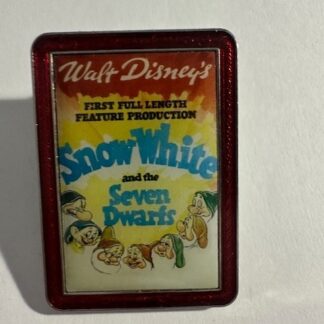 Walt Disney's
FIRST FULL LENGTH
FEATURE PRODUCTION
Snow White
and the
Seven
Dwarfs